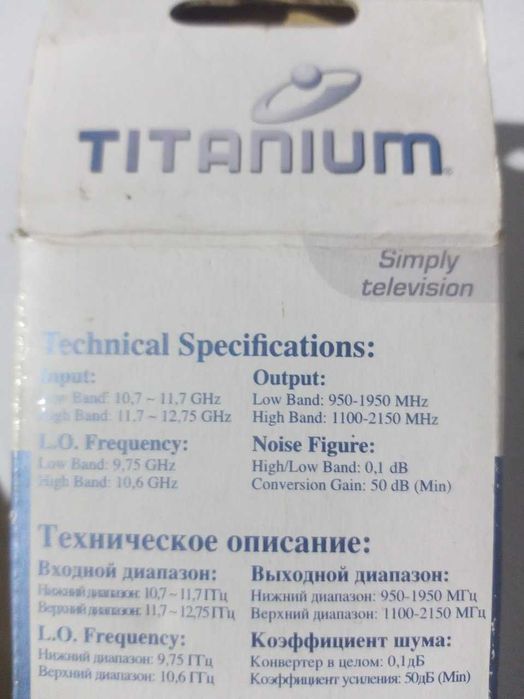 TITANIUM®
Simply
television
Technical Specifications:
Input:
Low Band: 10,7 ~ 11,7 GHz
High Band: 11,7 ~ 12,75 GHz
Output:
Low Band: 950-1950 MHz
High Band: 1100-2150 MHz
L.O. Frequency:
Low Band: 9,75 GHz
High Band: 10,6 GHz
Noise Figure:
High/Low Band: 0,1 dB
Conversion Gain: 50 dB (Min)
Техническое описание:
Входной диапазон:
Нижний диапазон: 10,7 ~ 11,7 ГГц
Верхний диапазон: 11,7 ~ 12,75 ГГц
Выходной диапазон:
Нижний диапазон: 950-1950 МГц
Верхний диапазон: 1100-2150 МГц
L.O. Frequency:
Нижний диапазон: 9,75 ГГц
Верхний диапазон: 10,6 ГГц
Коэффициент шума:
Конвертер в целом: 0,1дБ
Коэффициент усиления: 50дБ (Min)